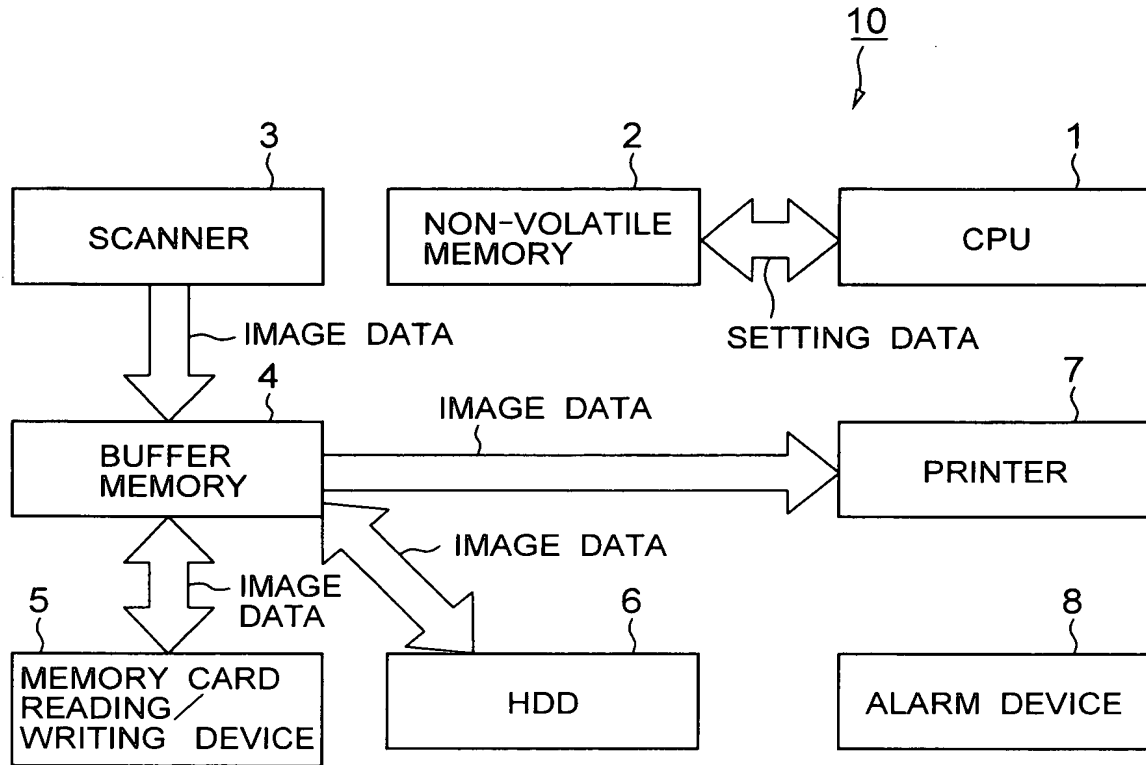 10
3
2
1
SCANNER
NON-VOLATILE
MEMORY
CPU
IMAGE DATA
SETTING DATA
4
IMAGE DATA
7
BUFFER
MEMORY
PRINTER
IMAGE DATA
IMAGE
DATA
5
6
8
MEMORY CARD
READING/
WRITING DEVICE
HDD
ALARM DEVICE